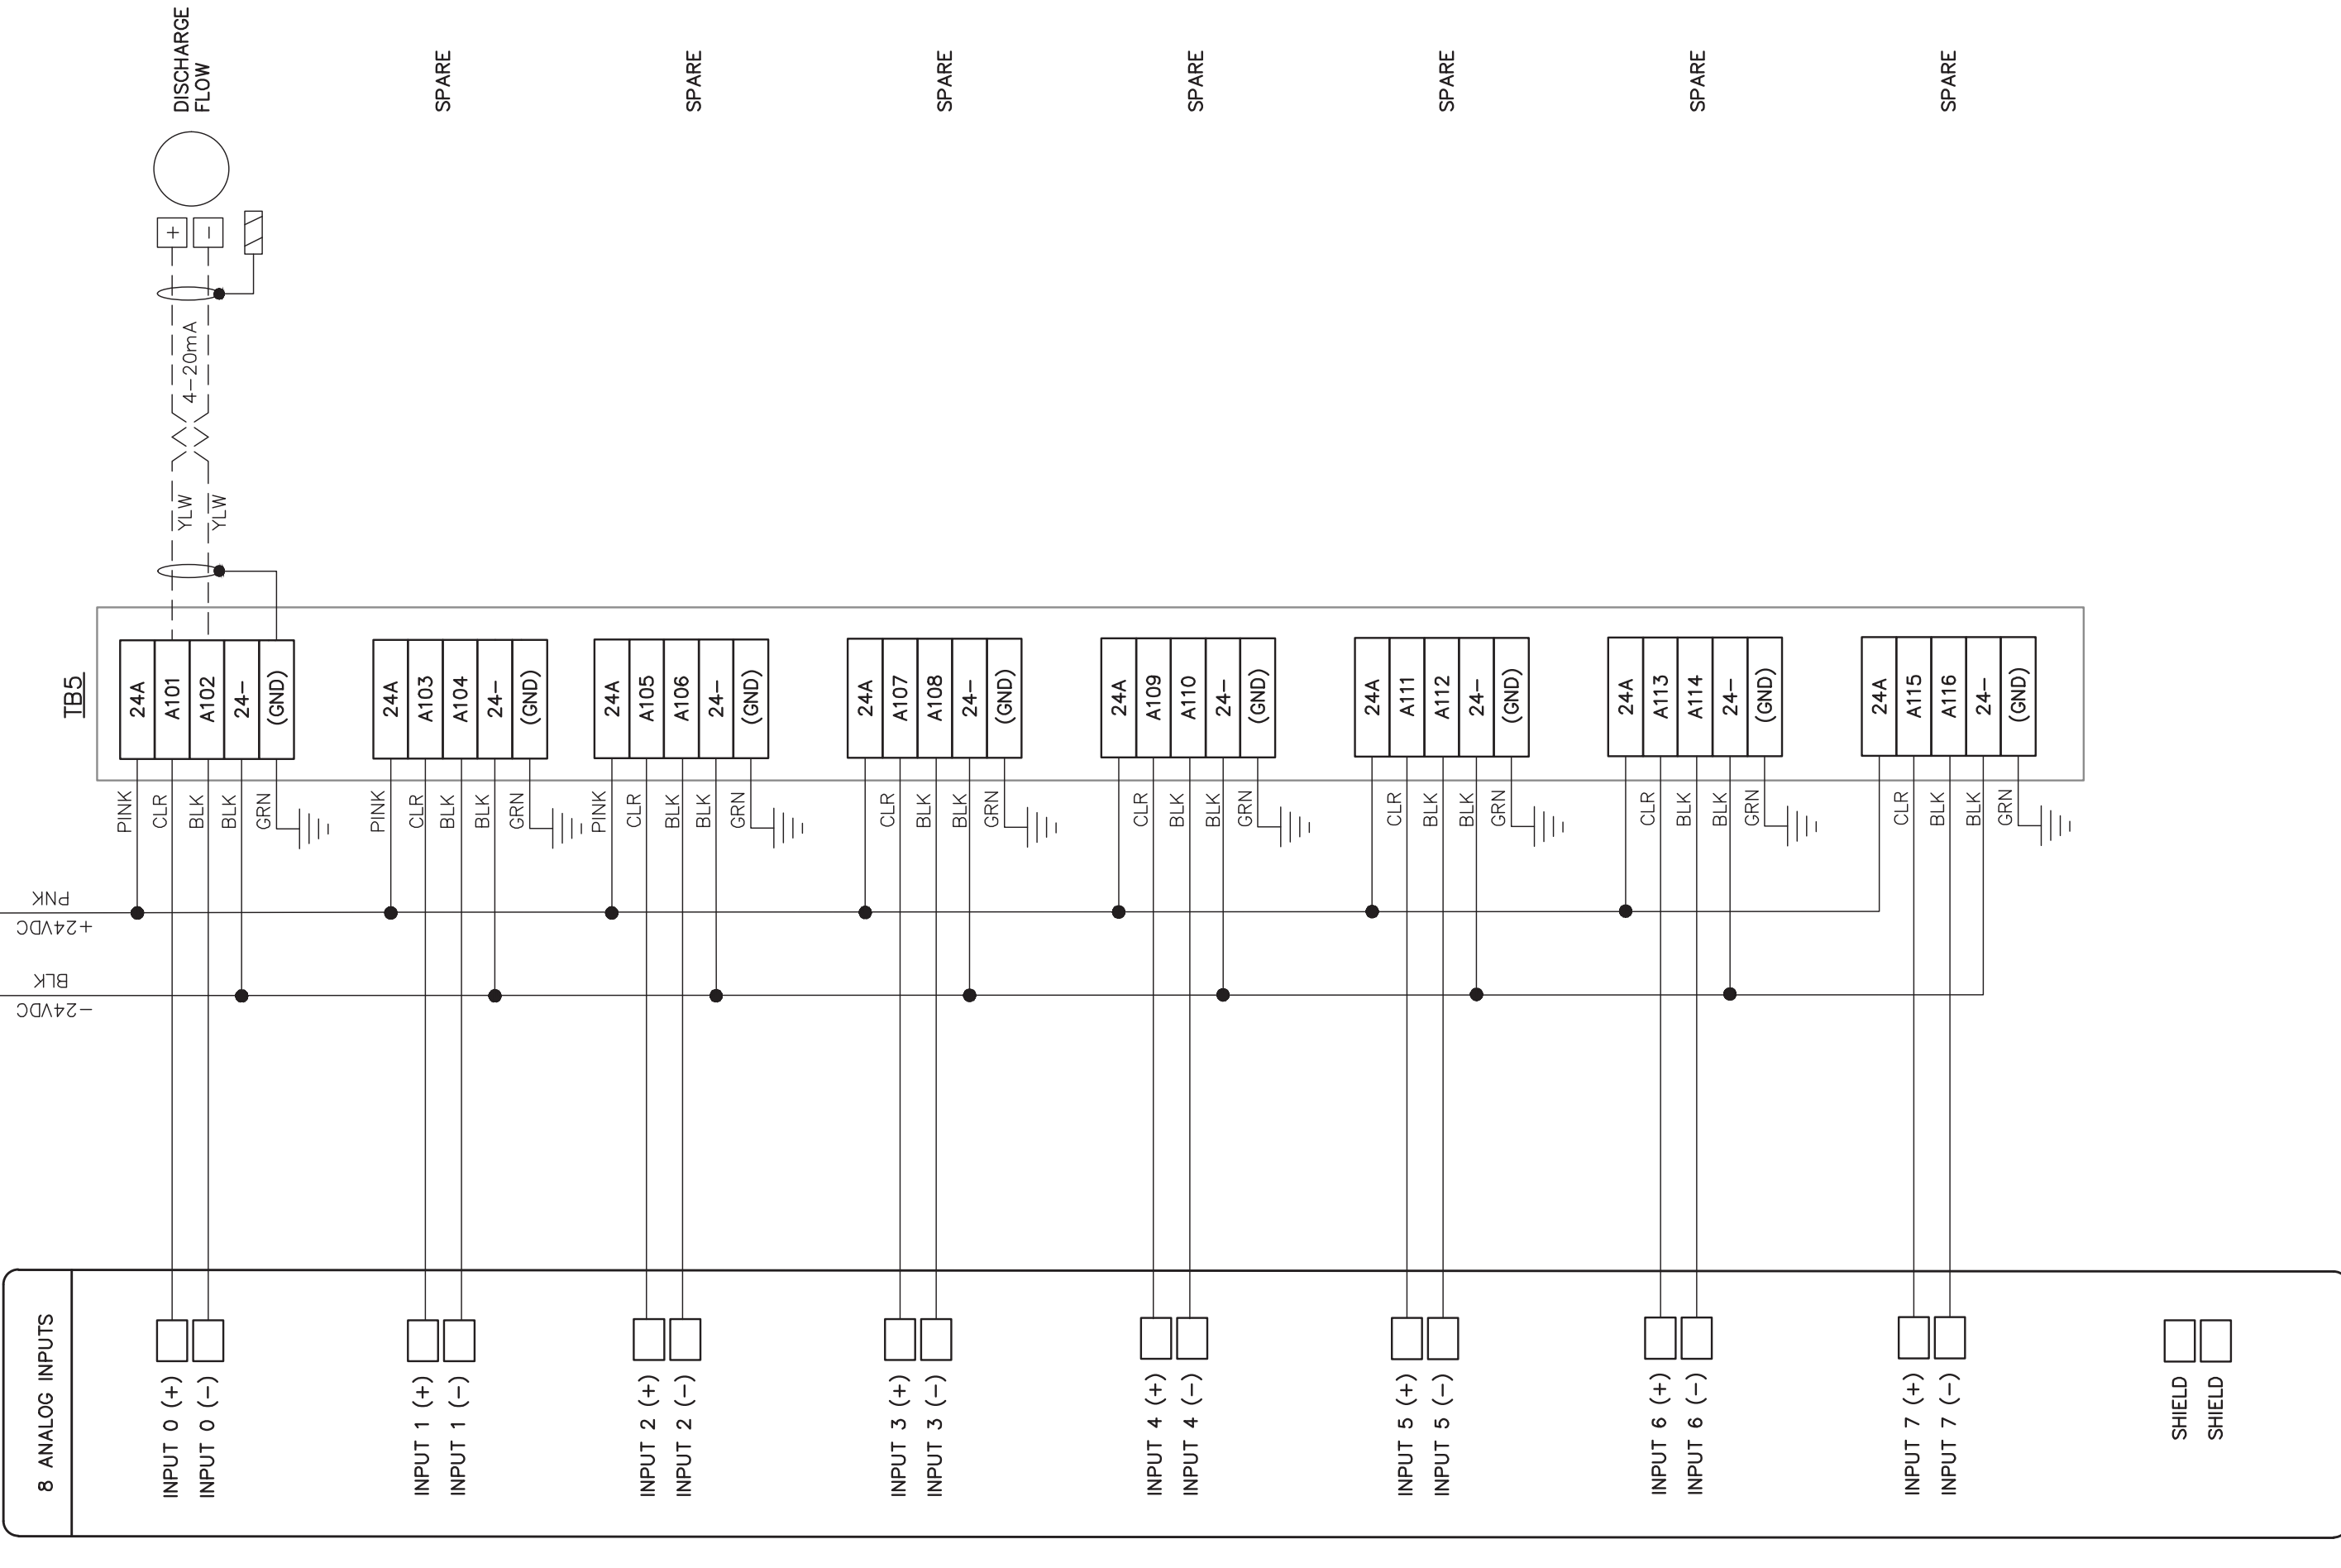 DISCHARGE
FLOW
SPARE
SPARE
SPARE
SPARE
SPARE
SPARE
SPARE
+
−
4−20mA
YLW
YLW
TB5
24A
A101
A102
24−
(GND)
24A
A103
A104
24−
(GND)
24A
A105
A106
24−
(GND)
24A
A107
A108
24−
(GND)
24A
A109
A110
24−
(GND)
24A
A111
A112
24−
(GND)
24A
A113
A114
24−
(GND)
24A
A115
A116
24−
(GND)
PINK
CLR
BLK
BLK
GRN
PINK
CLR
BLK
BLK
GRN
PINK
CLR
BLK
BLK
GRN
CLR
BLK
BLK
GRN
CLR
BLK
BLK
GRN
CLR
BLK
BLK
GRN
CLR
BLK
BLK
GRN
CLR
BLK
BLK
GRN
PNK
+24VDC
BLK
−24VDC
8 ANALOG INPUTS
INPUT 0 (+)
INPUT 0 (−)
INPUT 1 (+)
INPUT 1 (−)
INPUT 2 (+)
INPUT 2 (−)
INPUT 3 (+)
INPUT 3 (−)
INPUT 4 (+)
INPUT 4 (−)
INPUT 5 (+)
INPUT 5 (−)
INPUT 6 (+)
INPUT 6 (−)
INPUT 7 (+)
INPUT 7 (−)
SHIELD
SHIELD